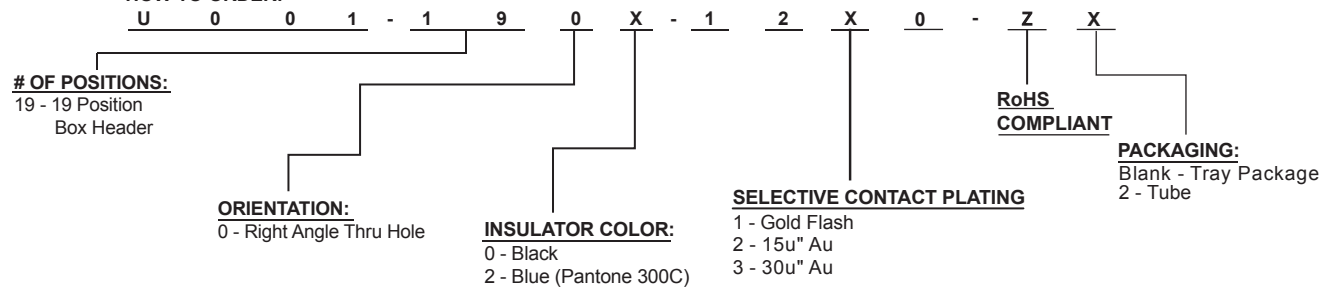 U 0 0 1 - 1 9 0 X - 1 2 X 0 - Z X
# OF POSITIONS:
19 - 19 Position
Box Header
ORIENTATION:
0 - Right Angle Thru Hole
INSULATOR COLOR:
0 - Black
2 - Blue (Pantone 300C)
SELECTIVE CONTACT PLATING
1 - Gold Flash
2 - 15u" Au
3 - 30u" Au
RoHS
COMPLIANT
PACKAGING:
Blank - Tray Package
2 - Tube